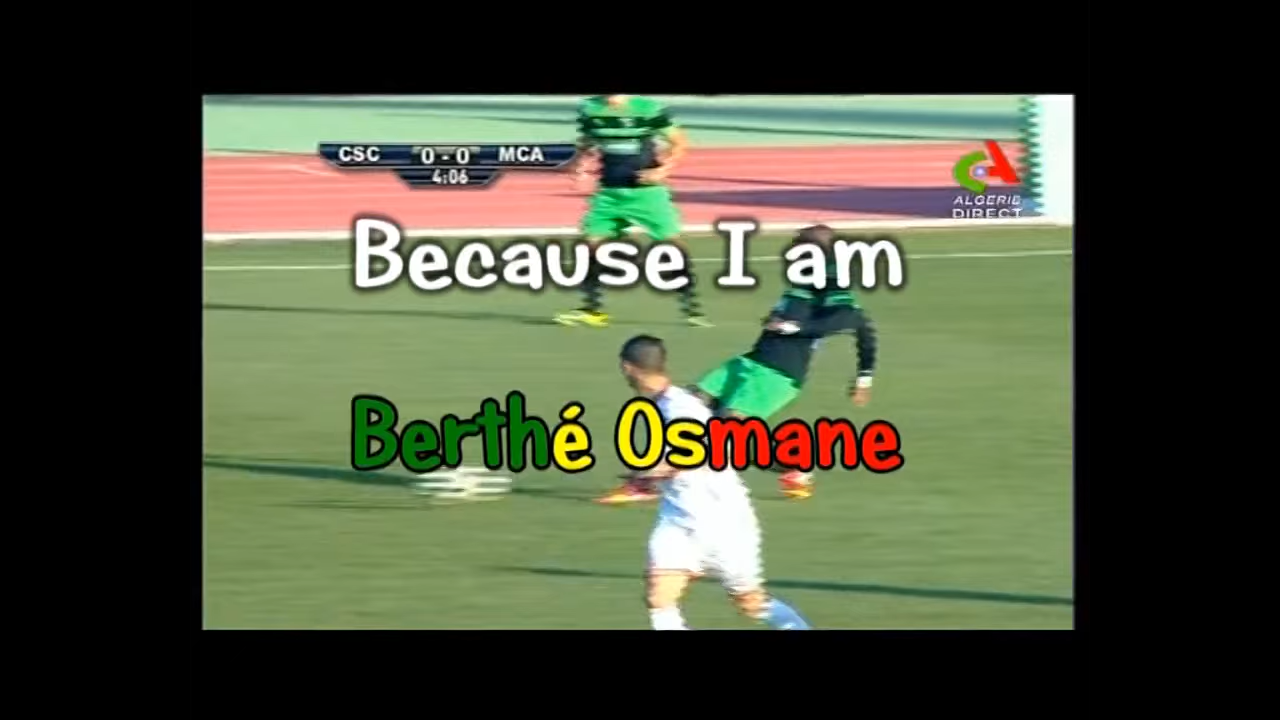 CSC 0 - 0 MCA
4:06
ALGERIE
DIRECT
Because I am
Berthé Osmane